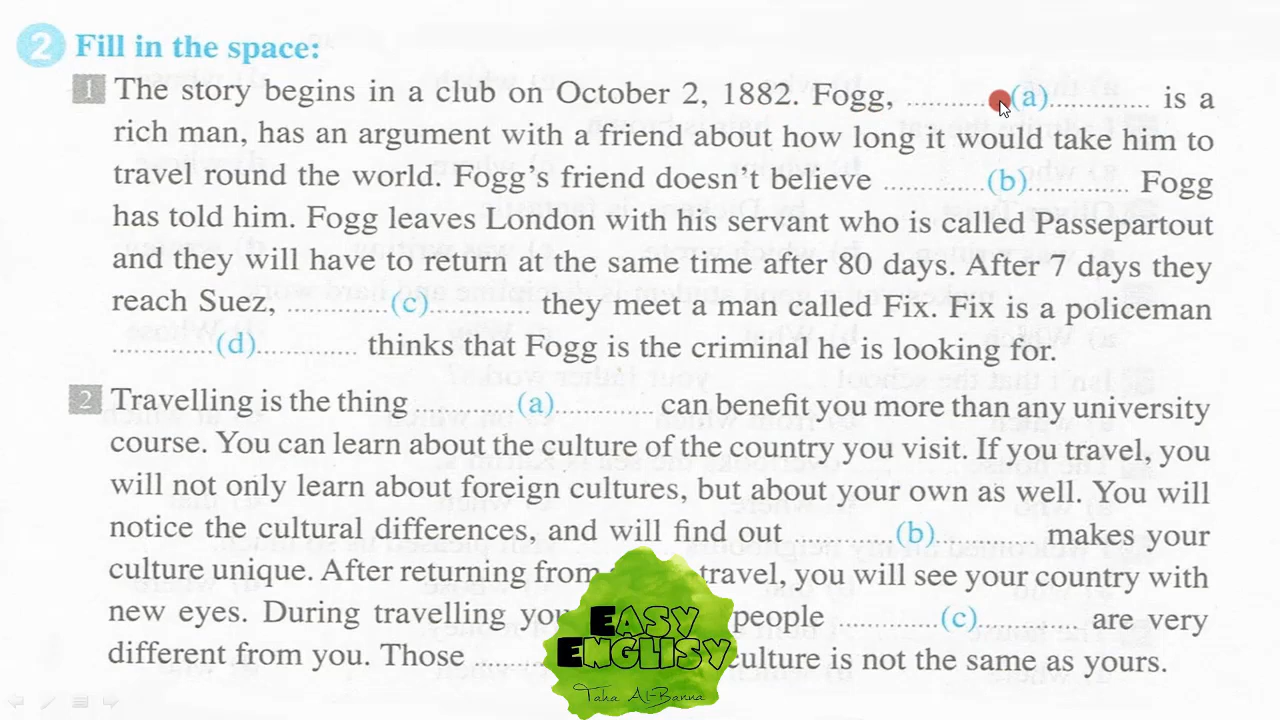 2 Fill in the space:
1 The story begins in a club on October 2, 1882. Fogg, ..........(a)............. is a
rich man, has an argument with a friend about how long it would take him to
travel round the world. Fogg's friend doesn't believe .............(b)............. Fogg
has told him. Fogg leaves London with his servant who is called Passepartout
and they will have to return at the same time after 80 days. After 7 days they
reach Suez, .............(c)............. they meet a man called Fix. Fix is a policeman
.............(d)............. thinks that Fogg is the criminal he is looking for.
2 Travelling is the thing .............(a)............. can benefit you more than any university
course. You can learn about the culture of the country you visit. If you travel, you
will not only learn about foreign cultures, but about your own as well. You will
notice the cultural differences, and will find out .............(b)............. makes your
culture unique. After returning from travel, you will see your country with
new eyes. During travelling you people .............(c)............. are very
different from you. Those ........ culture is not the same as yours.
EASY
ENGLISY
Taha Al-Banna